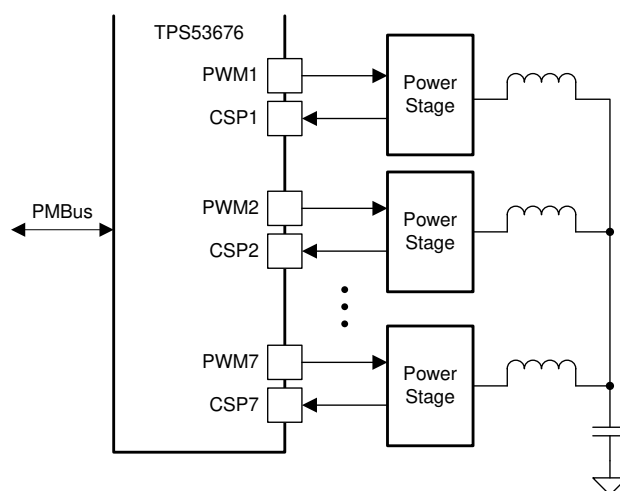 TPS53676
PWM1
CSP1
Power
Stage
PMBus
PWM2
CSP2
Power
Stage
PWM7
CSP7
Power
Stage